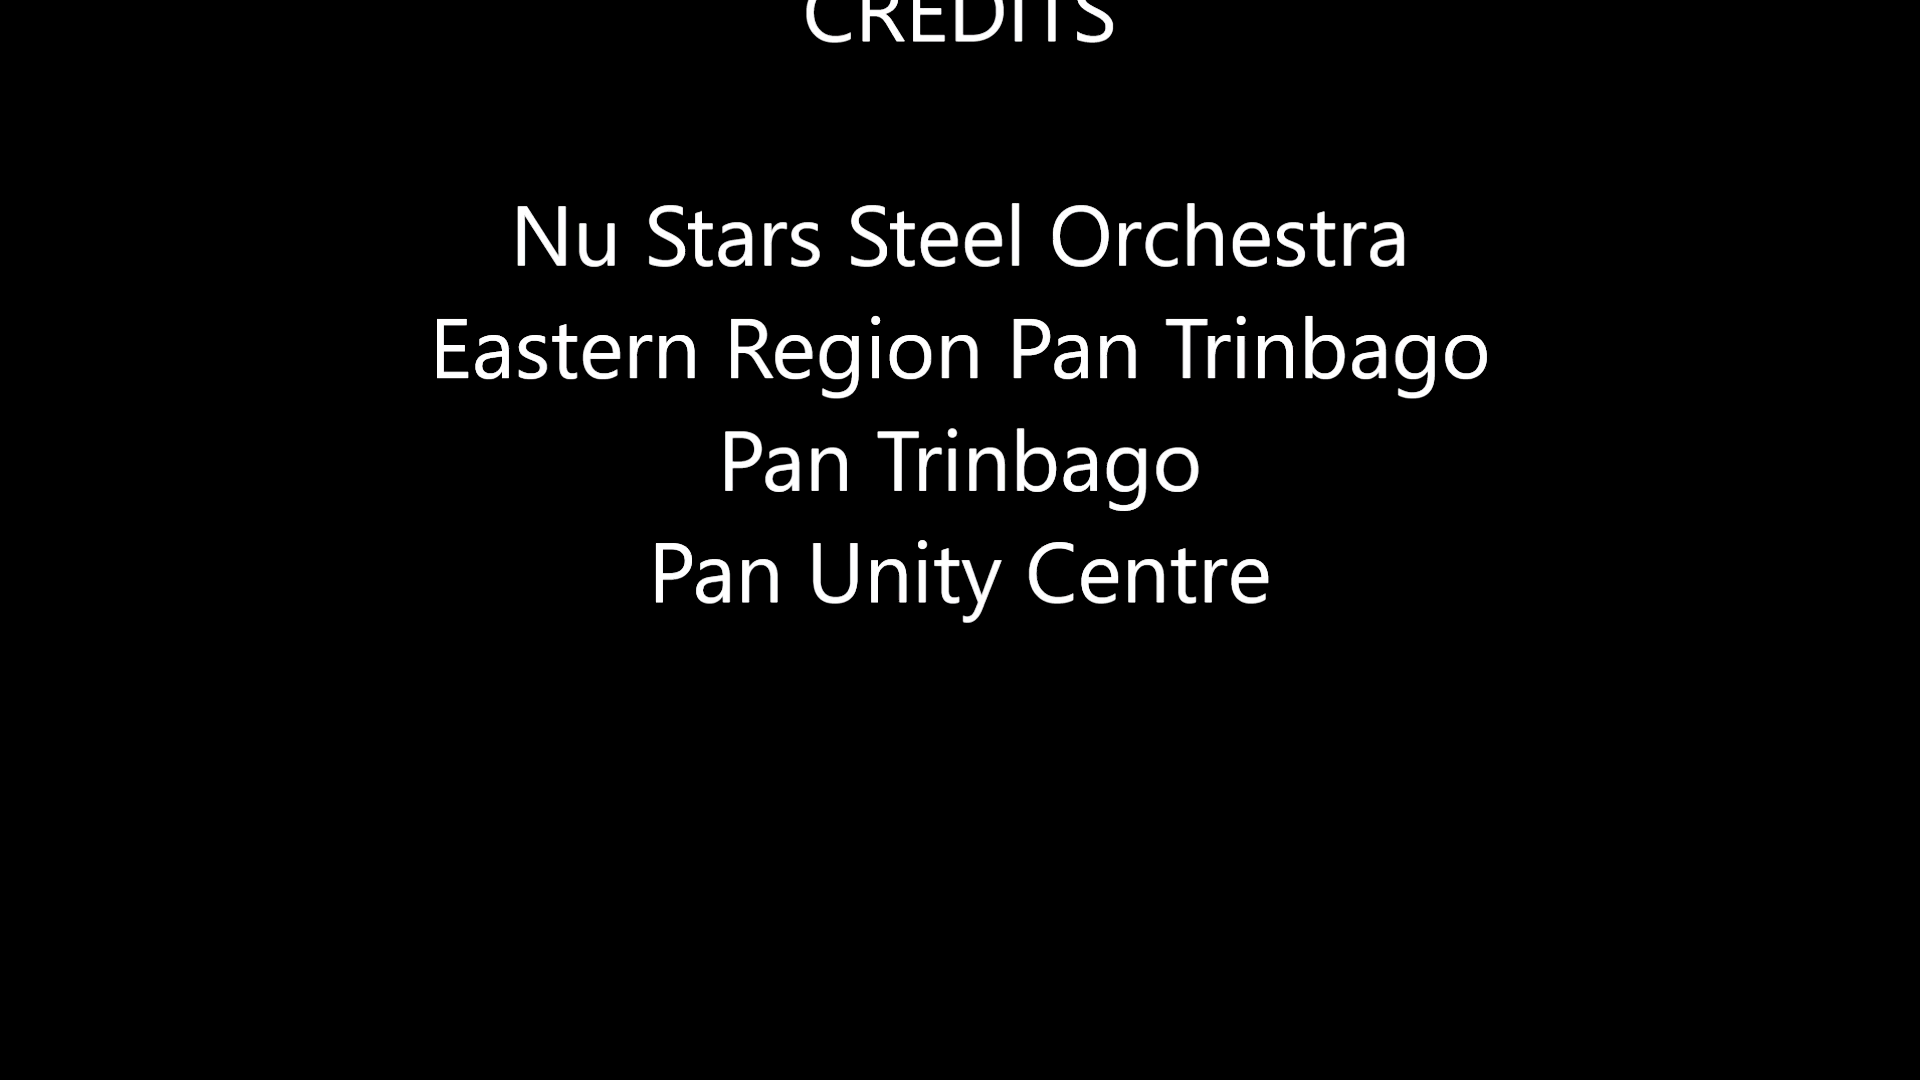 CREDITS
Nu Stars Steel Orchestra
Eastern Region Pan Trinbago
Pan Trinbago
Pan Unity Centre